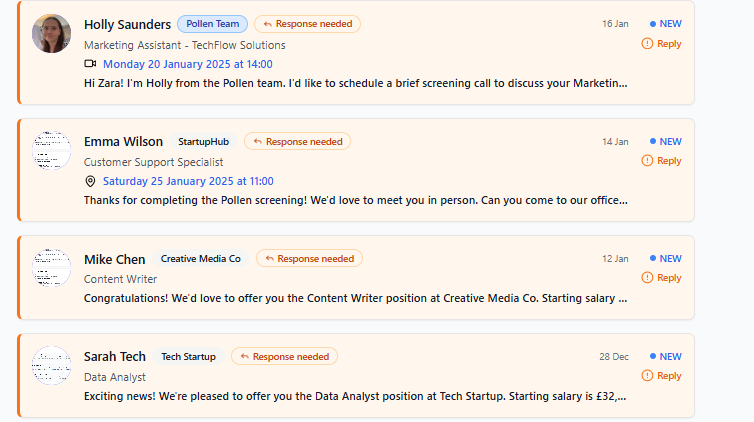 Holly Saunders Pollen Team Response needed 16 Jan NEW
Marketing Assistant - TechFlow Solutions Reply
Monday 20 January 2025 at 14:00
Hi Zara! I'm Holly from the Pollen team. I'd like to schedule a brief screening call to discuss your Marketin...
Emma Wilson StartupHub Response needed 14 Jan NEW
Customer Support Specialist Reply
Saturday 25 January 2025 at 11:00
Thanks for completing the Pollen screening! We'd love to meet you in person. Can you come to our office...
Mike Chen Creative Media Co Response needed 12 Jan NEW
Content Writer Reply
Congratulations! We'd love to offer you the Content Writer position at Creative Media Co. Starting salary ...
Sarah Tech Tech Startup Response needed 28 Dec NEW
Data Analyst Reply
Exciting news! We're pleased to offer you the Data Analyst position at Tech Startup. Starting salary is £32,...